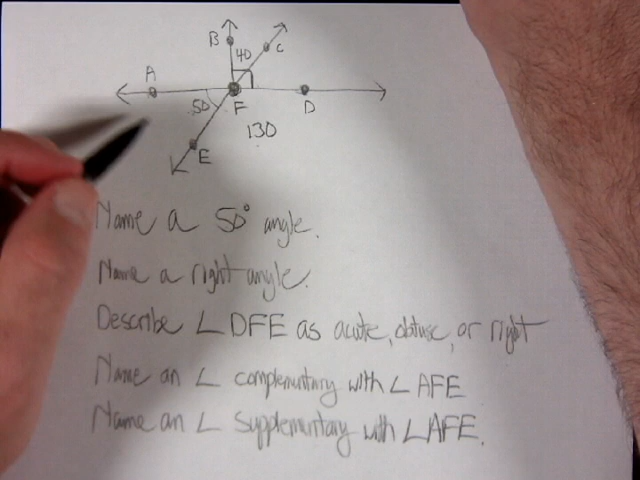 B
40
C
A
50
F
D
130
E
Name a 50° angle.
Name a right angle.
Describe ∠DFE as acute, obtuse, or right
Name an ∠ complementary with ∠AFE
Name an ∠ supplementary with ∠AFE.